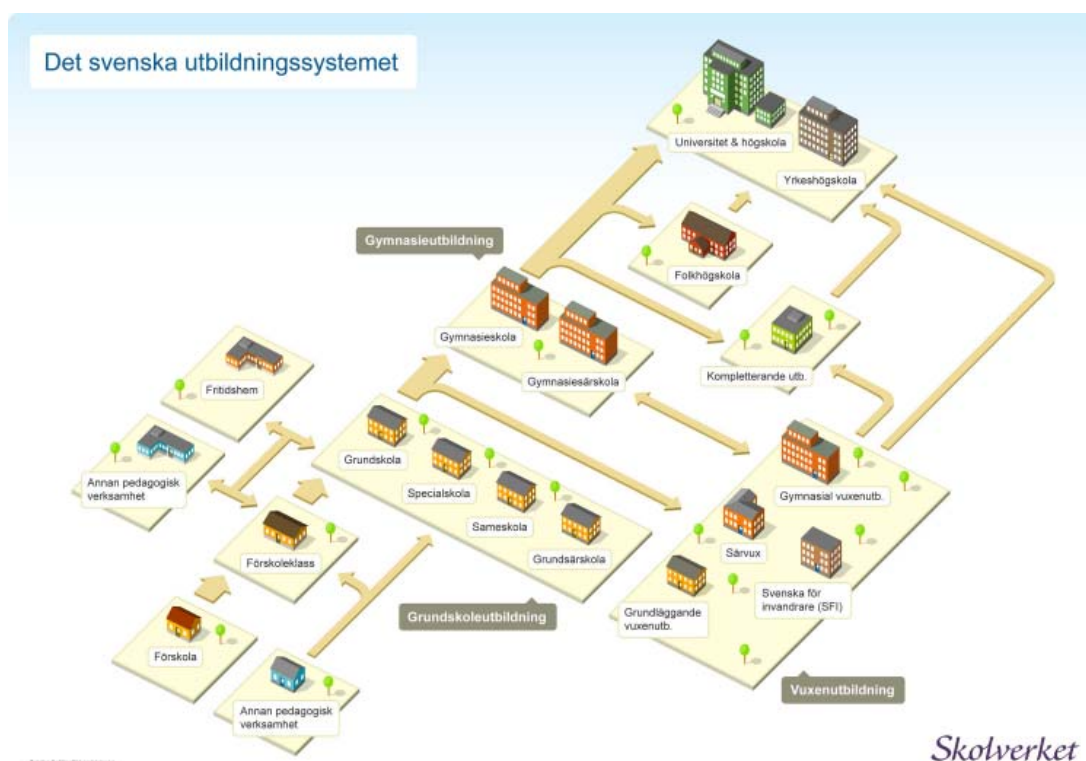 Det svenska utbildningssystemet
Universitet & högskola
Yrkeshögskola
Gymnasieutbildning
Folkhögskola
Gymnasieskola
Gymnasiesärskola
Kompletterande utb.
Fritidshem
Annan pedagogisk
verksamhet
Grundskola
Specialskola
Sameskola
Grundsärskola
Gymnasial vuxenutb.
Särvux
Svenska för
invandrare (SFI)
Grundläggande
vuxenutb.
Förskoleklass
Grundskoleutbildning
Förskola
Annan pedagogisk
verksamhet
Vuxenutbildning
Skolverket